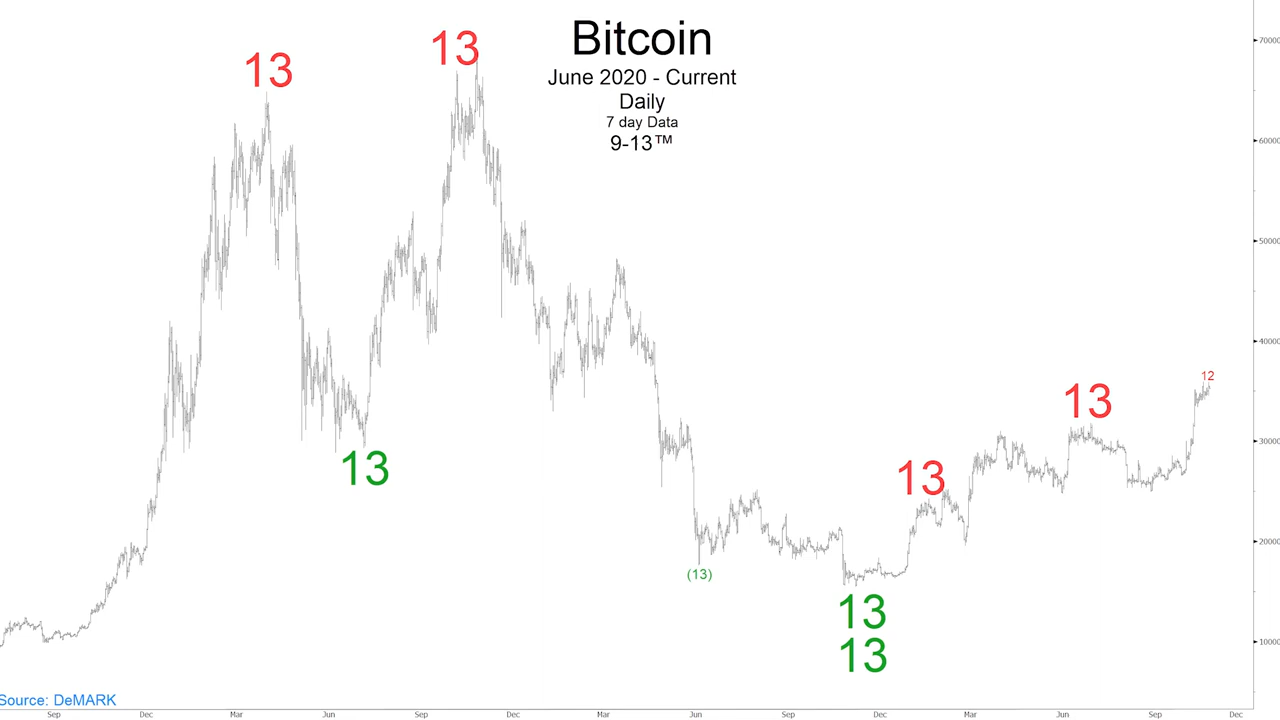 Bitcoin
June 2020 - Current
Daily
7 day Data
9-13™
13
13
13
(13)
13
13
13
13
12
70000
60000
50000
40000
30000
20000
10000
Source: DeMARK
Sep
Dec
Mar
Jun
Sep
Dec
Mar
Jun
Sep
Dec
Mar
Jun
Sep
Dec